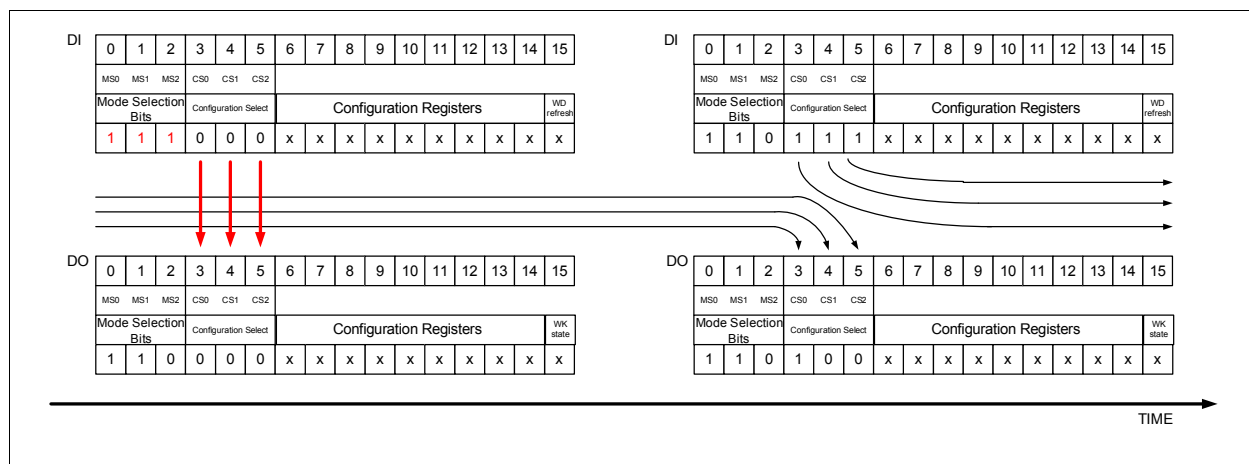 DI 0 1 2 3 4 5 6 7 8 9 10 11 12 13 14 15
MS0 MS1 MS2 CS0 CS1 CS2
Mode Selection Bits Configuration Select Configuration Registers WD refresh
1 1 1 0 0 0 x x x x x x x x x x
DI 0 1 2 3 4 5 6 7 8 9 10 11 12 13 14 15
MS0 MS1 MS2 CS0 CS1 CS2
Mode Selection Bits Configuration Select Configuration Registers WD refresh
1 1 0 1 1 1 x x x x x x x x x x
DO 0 1 2 3 4 5 6 7 8 9 10 11 12 13 14 15
MS0 MS1 MS2 CS0 CS1 CS2
Mode Selection Bits Configuration Select Configuration Registers WK state
1 1 0 0 0 0 x x x x x x x x x x
DO 0 1 2 3 4 5 6 7 8 9 10 11 12 13 14 15
MS0 MS1 MS2 CS0 CS1 CS2
Mode Selection Bits Configuration Select Configuration Registers WK state
1 1 0 1 0 0 x x x x x x x x x x
TIME